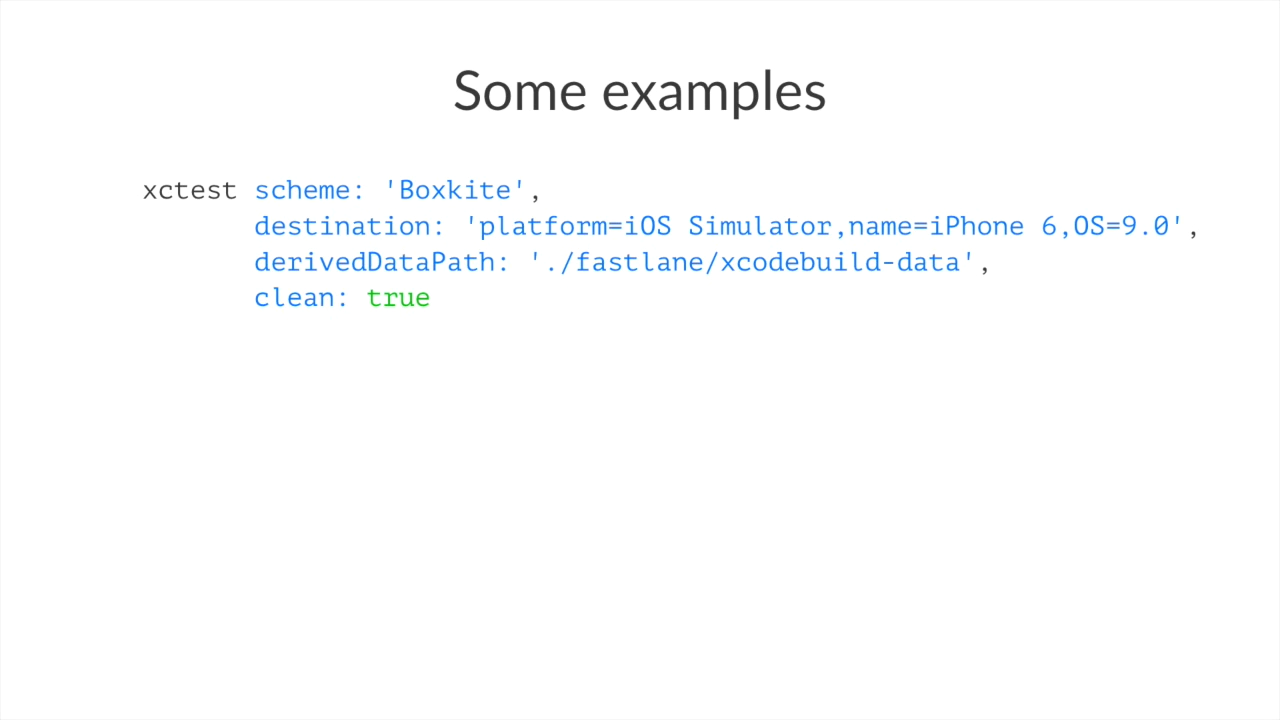 Some examples
xctest scheme: 'Boxkite',
destination: 'platform=iOS Simulator,name=iPhone 6,OS=9.0',
derivedDataPath: './fastlane/xcodebuild-data',
clean: true